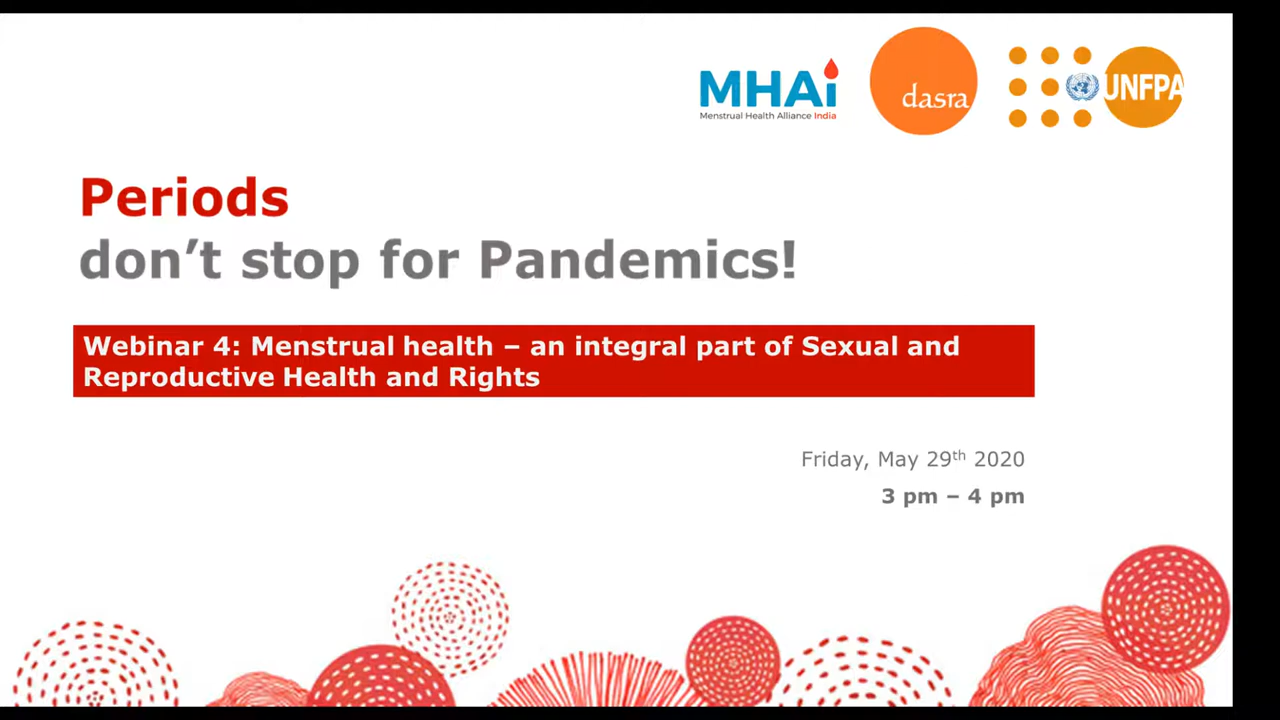 MHAi
Menstrual Health Alliance India
dasra
UNFPA
Periods
don’t stop for Pandemics!
Webinar 4: Menstrual health – an integral part of Sexual and
Reproductive Health and Rights
Friday, May 29th 2020
3 pm – 4 pm